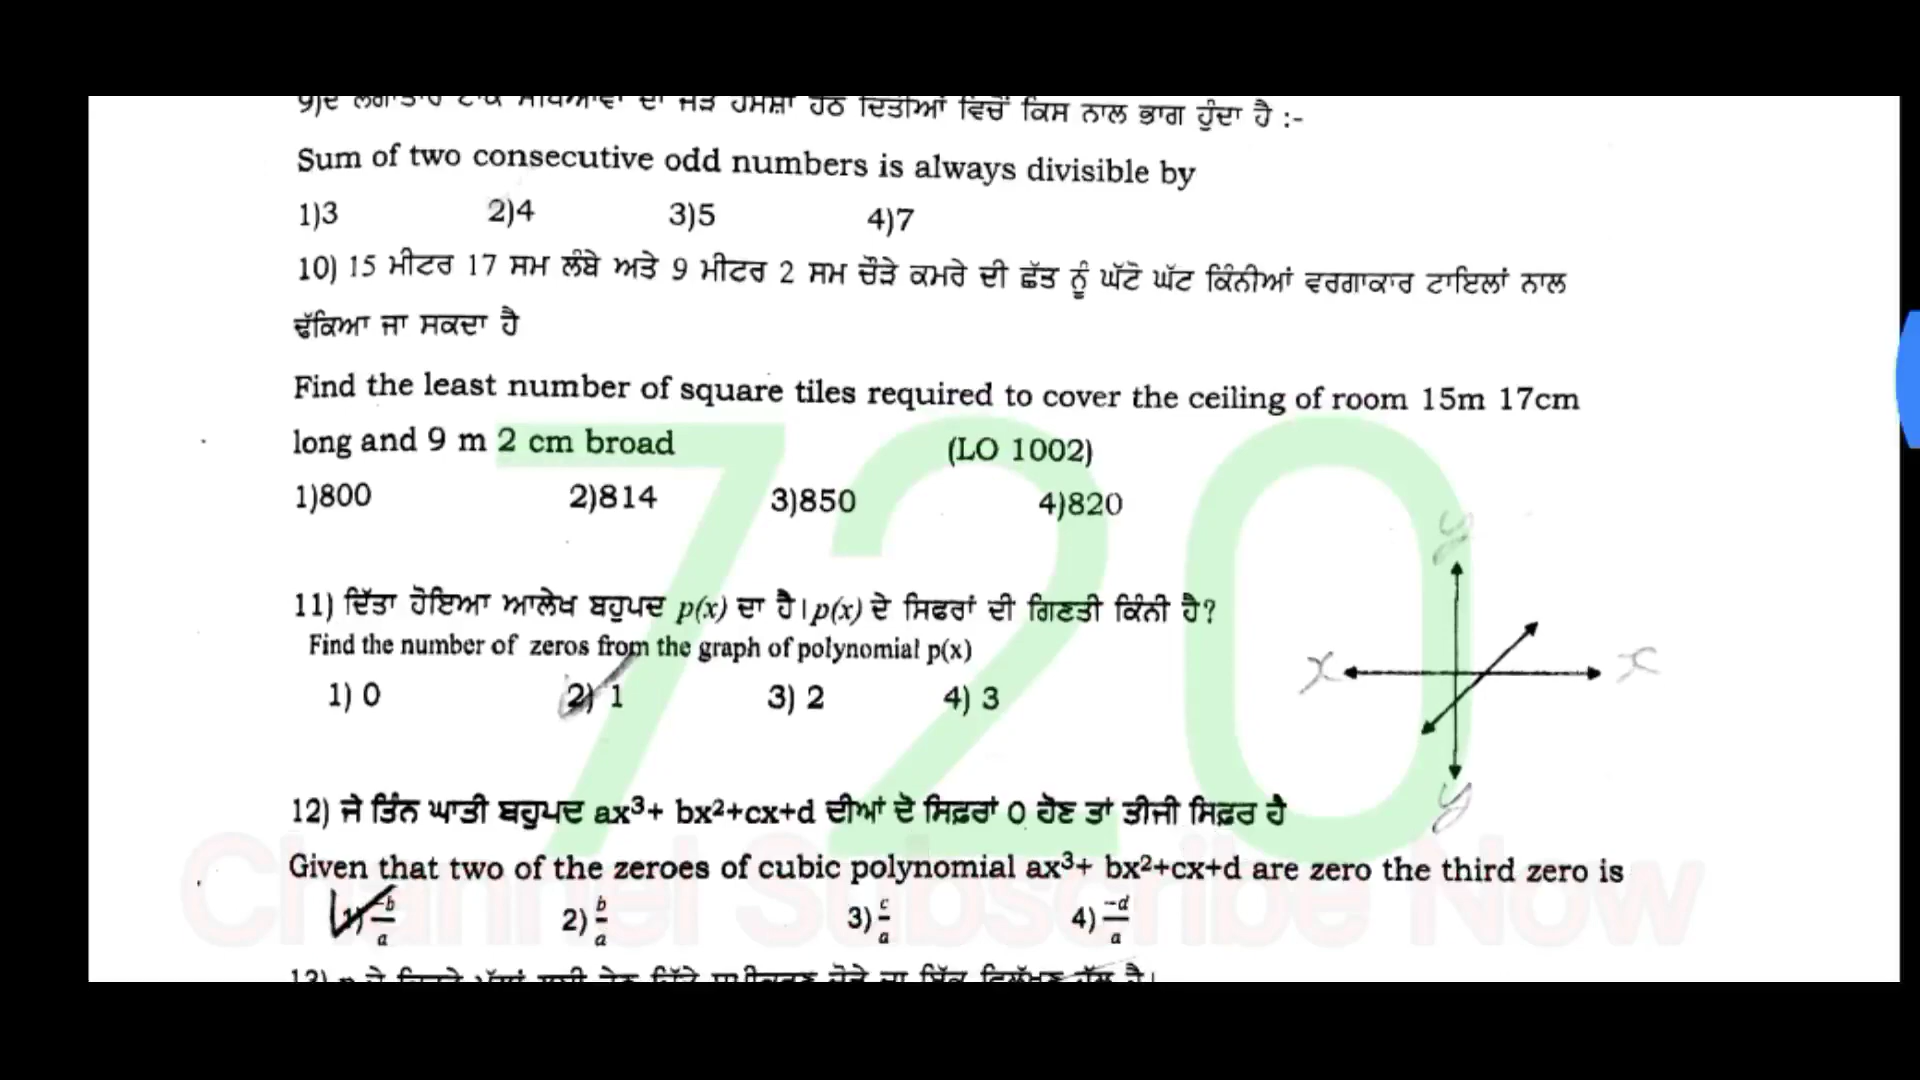 9)ਦੋ ਲਗਾਤਾਰ ਟਾਂਕ ਸੰਖਿਆਵਾਂ ਦਾ ਜੋੜ ਹਮੇਸ਼ਾ ਹੇਠ ਦਿਤੀਆਂ ਵਿਚੋਂ ਕਿਸ ਨਾਲ ਭਾਗ ਹੁੰਦਾ ਹੈ :-
Sum of two consecutive odd numbers is always divisible by
1)3 2)4 3)5 4)7
10) 15 ਮੀਟਰ 17 ਸਮ ਲੰਬੇ ਅਤੇ 9 ਮੀਟਰ 2 ਸਮ ਚੌੜੇ ਕਮਰੇ ਦੀ ਛੱਤ ਨੂੰ ਘੱਟੋ ਘੱਟ ਕਿੰਨੀਆਂ ਵਰਗਾਕਾਰ ਟਾਇਲਾਂ ਨਾਲ
ਢੱਕਿਆ ਜਾ ਸਕਦਾ ਹੈ
Find the least number of square tiles required to cover the ceiling of room 15m 17cm
long and 9 m 2 cm broad (LO 1002)
1)800 2)814 3)850 4)820
y
11) ਦਿੱਤਾ ਹੋਇਆ ਆਲੇਖ ਬਹੁਪਦ p(x) ਦਾ ਹੈ। p(x) ਦੇ ਸਿਫਰਾਂ ਦੀ ਗਿਣਤੀ ਕਿੰਨੀ ਹੈ?
Find the number of zeros from the graph of polynomial p(x)
x x
1) 0 2) 1 3) 2 4) 3
y
12) ਜੇ ਤਿੰਨ ਘਾਤੀ ਬਹੁਪਦ ax³+ bx²+cx+d ਦੀਆਂ ਦੋ ਸਿਫ਼ਰਾਂ 0 ਹੋਣ ਤਾਂ ਤੀਜੀ ਸਿਫ਼ਰ ਹੈ
Given that two of the zeroes of cubic polynomial ax³+ bx²+cx+d are zero the third zero is
1) -b/a 2) b/a 3) c/a 4) -d/a
720
Channel Subscribe Now